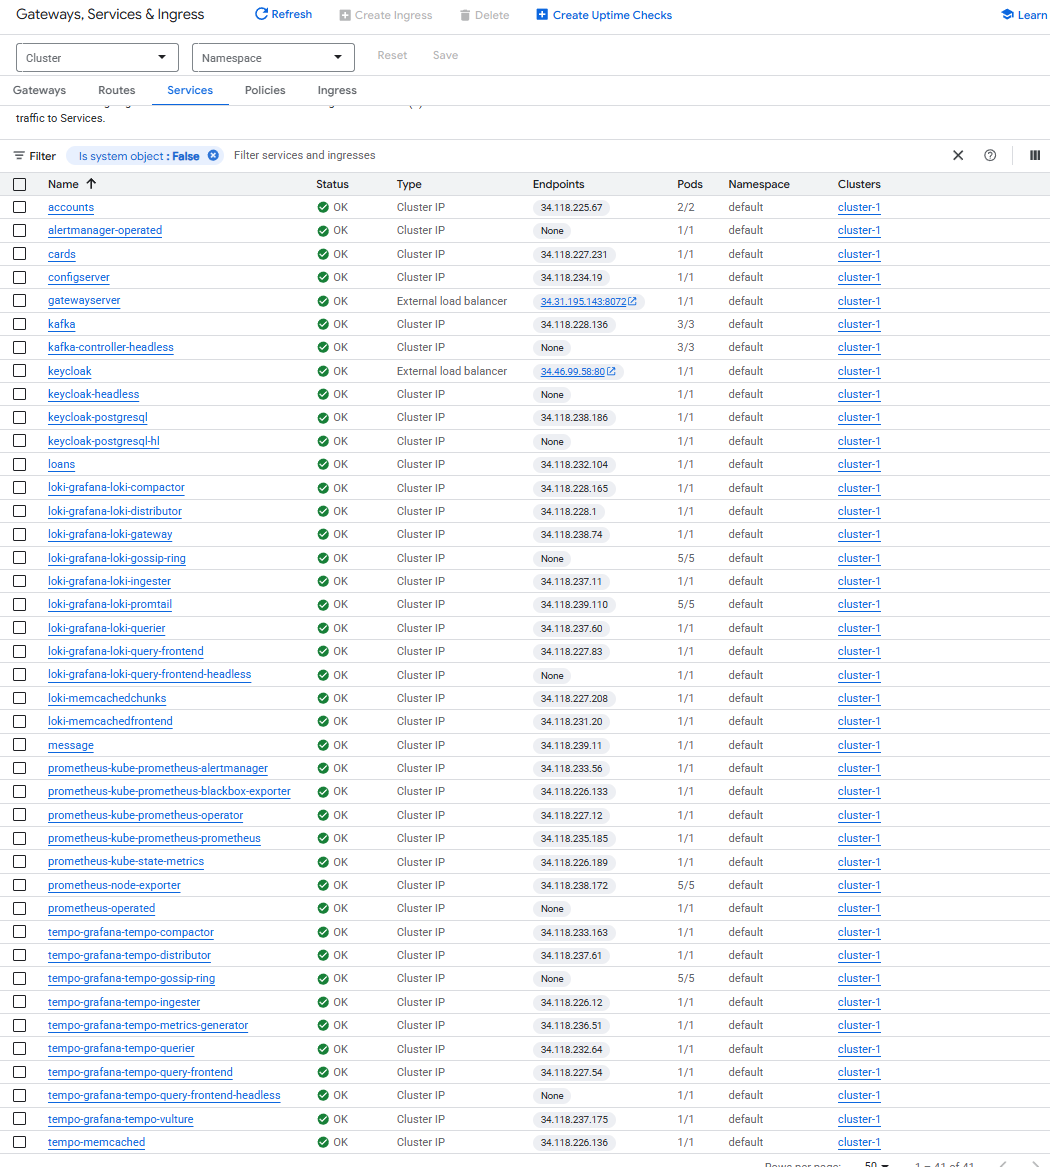 Gateways, Services & Ingress Refresh Create Ingress Delete Create Uptime Checks Learn
Cluster Namespace Reset Save
Gateways Routes Services Policies Ingress
traffic to Services.
Filter Is system object : False Filter services and ingresses
Name Status Type Endpoints Pods Namespace Clusters
accounts OK Cluster IP 34.118.225.67 2/2 default cluster-1
alertmanager-operated OK Cluster IP None 1/1 default cluster-1
cards OK Cluster IP 34.118.227.231 1/1 default cluster-1
configserver OK Cluster IP 34.118.234.19 1/1 default cluster-1
gatewayserver OK External load balancer 34.31.195.143:8072 1/1 default cluster-1
kafka OK Cluster IP 34.118.228.136 3/3 default cluster-1
kafka-controller-headless OK Cluster IP None 3/3 default cluster-1
keycloak OK External load balancer 34.46.99.58:80 1/1 default cluster-1
keycloak-headless OK Cluster IP None 1/1 default cluster-1
keycloak-postgresql OK Cluster IP 34.118.238.186 1/1 default cluster-1
keycloak-postgresql-hl OK Cluster IP None 1/1 default cluster-1
loans OK Cluster IP 34.118.232.104 1/1 default cluster-1
loki-grafana-loki-compactor OK Cluster IP 34.118.228.165 1/1 default cluster-1
loki-grafana-loki-distributor OK Cluster IP 34.118.228.1 1/1 default cluster-1
loki-grafana-loki-gateway OK Cluster IP 34.118.238.74 1/1 default cluster-1
loki-grafana-loki-gossip-ring OK Cluster IP None 5/5 default cluster-1
loki-grafana-loki-ingester OK Cluster IP 34.118.237.11 1/1 default cluster-1
loki-grafana-loki-promtail OK Cluster IP 34.118.239.110 5/5 default cluster-1
loki-grafana-loki-querier OK Cluster IP 34.118.237.60 1/1 default cluster-1
loki-grafana-loki-query-frontend OK Cluster IP 34.118.227.83 1/1 default cluster-1
loki-grafana-loki-query-frontend-headless OK Cluster IP None 1/1 default cluster-1
loki-memcachedchunks OK Cluster IP 34.118.227.208 1/1 default cluster-1
loki-memcachedfrontend OK Cluster IP 34.118.231.20 1/1 default cluster-1
message OK Cluster IP 34.118.239.11 1/1 default cluster-1
prometheus-kube-prometheus-alertmanager OK Cluster IP 34.118.233.56 1/1 default cluster-1
prometheus-kube-prometheus-blackbox-exporter OK Cluster IP 34.118.226.133 1/1 default cluster-1
prometheus-kube-prometheus-operator OK Cluster IP 34.118.227.12 1/1 default cluster-1
prometheus-kube-prometheus-prometheus OK Cluster IP 34.118.235.185 1/1 default cluster-1
prometheus-kube-state-metrics OK Cluster IP 34.118.226.189 1/1 default cluster-1
prometheus-node-exporter OK Cluster IP 34.118.238.172 5/5 default cluster-1
prometheus-operated OK Cluster IP None 1/1 default cluster-1
tempo-grafana-tempo-compactor OK Cluster IP 34.118.233.163 1/1 default cluster-1
tempo-grafana-tempo-distributor OK Cluster IP 34.118.237.61 1/1 default cluster-1
tempo-grafana-tempo-gossip-ring OK Cluster IP None 5/5 default cluster-1
tempo-grafana-tempo-ingester OK Cluster IP 34.118.226.12 1/1 default cluster-1
tempo-grafana-tempo-metrics-generator OK Cluster IP 34.118.236.51 1/1 default cluster-1
tempo-grafana-tempo-querier OK Cluster IP 34.118.232.64 1/1 default cluster-1
tempo-grafana-tempo-query-frontend OK Cluster IP 34.118.227.54 1/1 default cluster-1
tempo-grafana-tempo-query-frontend-headless OK Cluster IP None 1/1 default cluster-1
tempo-grafana-tempo-vulture OK Cluster IP 34.118.237.175 1/1 default cluster-1
tempo-memcached OK Cluster IP 34.118.226.136 1/1 default cluster-1
Rows per page: 50 1 – 41 of 41